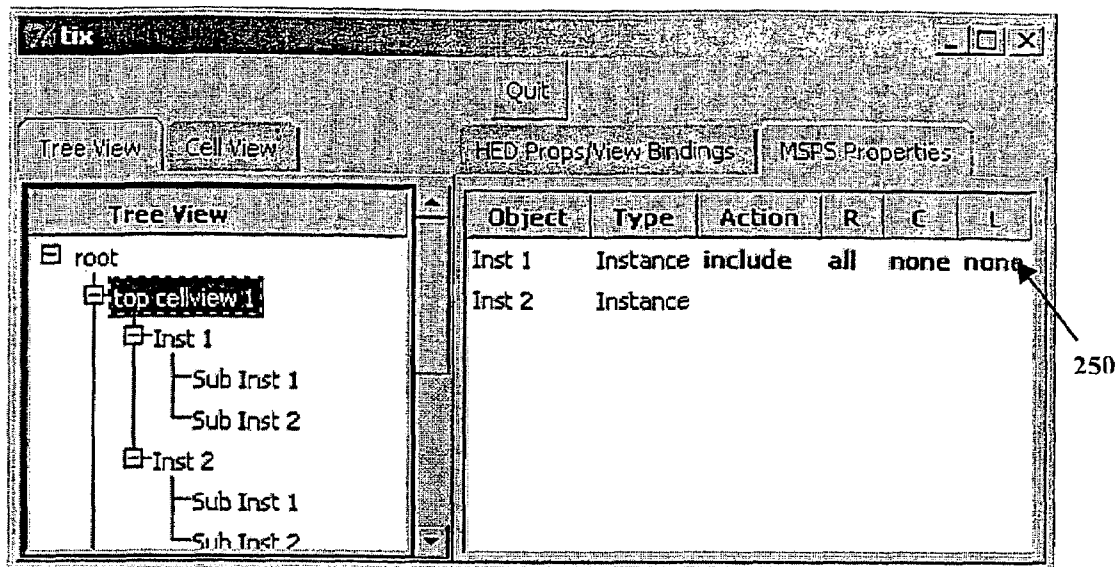 tix
Quit
Tree View Cell View HED Props/View Bindings MSPS Properties
Tree View
Object Type Action R C L
root
top cellview 1
Inst 1
Sub Inst 1
Sub Inst 2
Inst 2
Sub Inst 1
Sub Inst 2
Inst 1 Instance include all none none
Inst 2 Instance
250